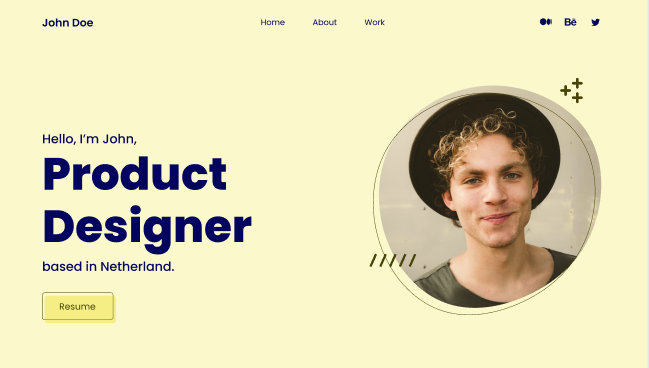 John Doe
Home About Work
Bē
Hello, I'm John,
Product
Designer
based in Netherland.
Resume